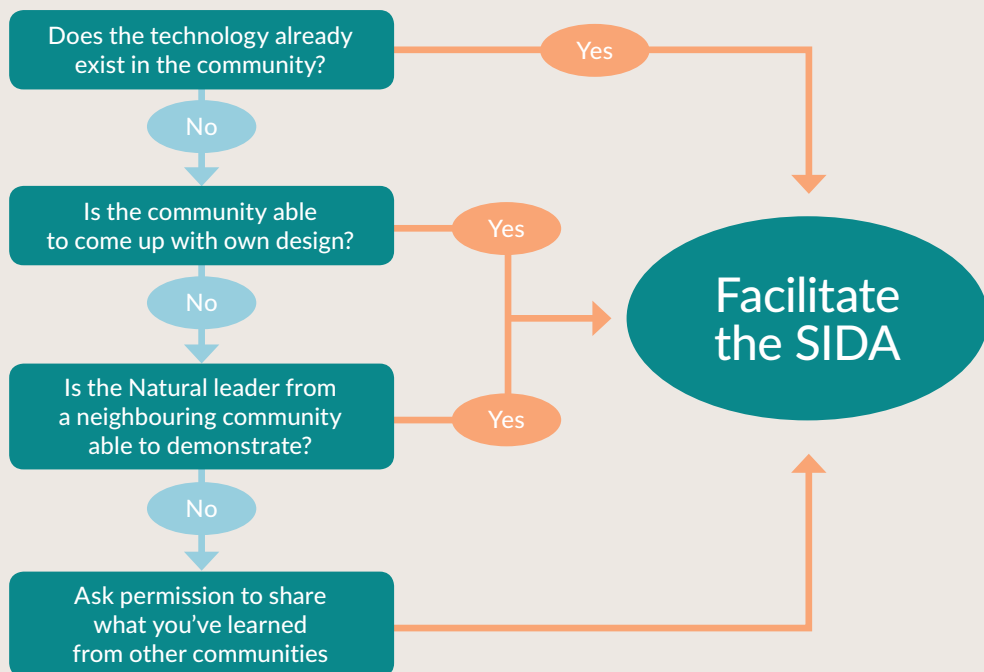 Does the technology already
exist in the community?
Yes
No
Is the community able
to come up with own design?
Yes
No
Facilitate
the SIDA
Is the Natural leader from
a neighbouring community
able to demonstrate?
Yes
No
Ask permission to share
what you've learned
from other communities